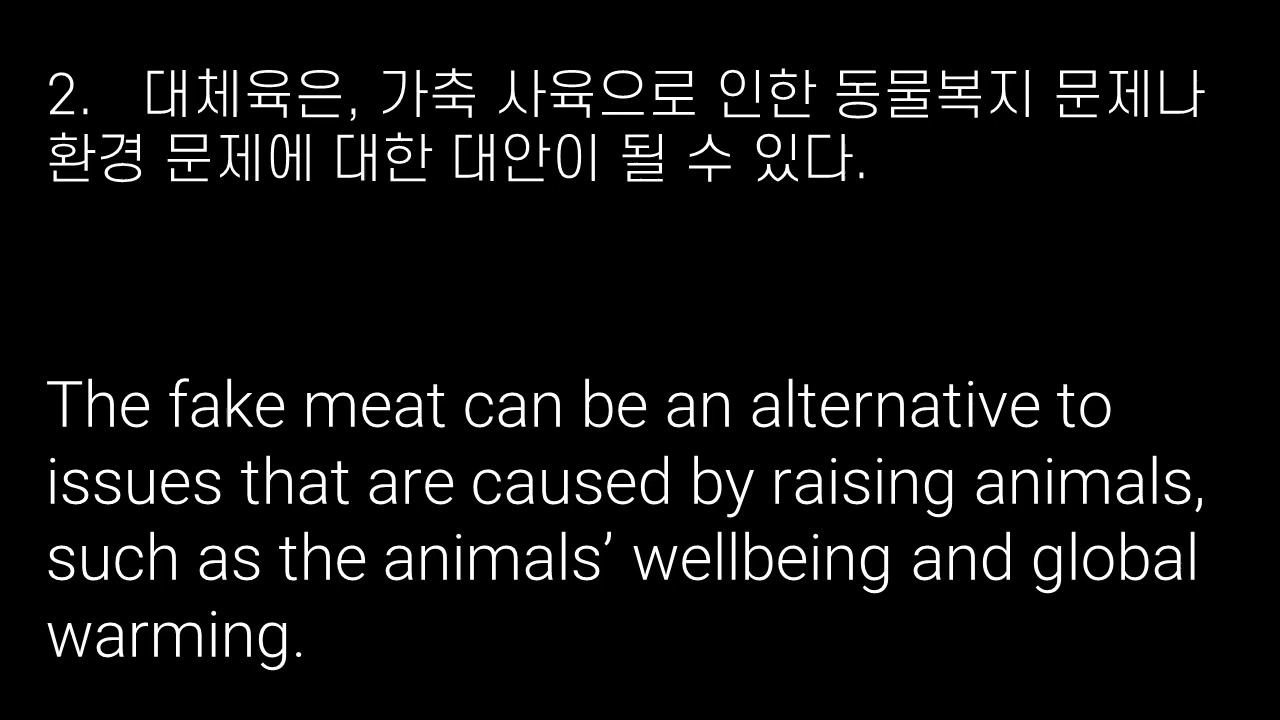 2. 대체육은, 가축 사육으로 인한 동물복지 문제나
환경 문제에 대한 대안이 될 수 있다.
The fake meat can be an alternative to
issues that are caused by raising animals,
such as the animals’ wellbeing and global
warming.